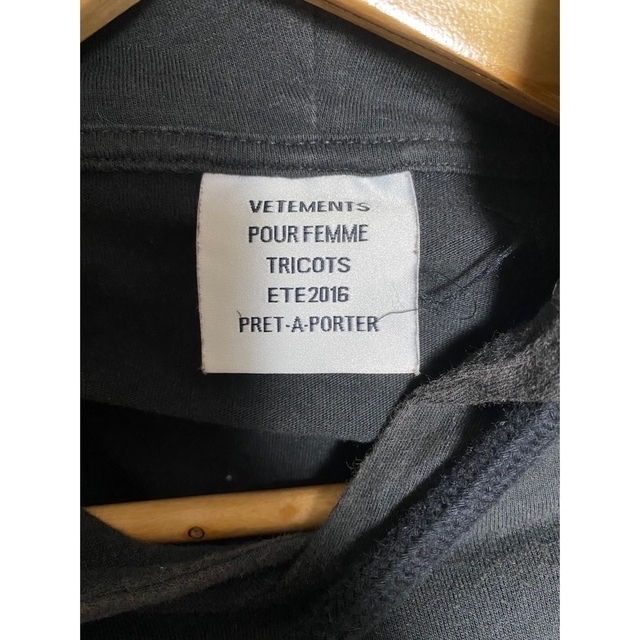 VETEMENTS
POUR FEMME
TRICOTS
ETE2016
PRET-A-PORTER